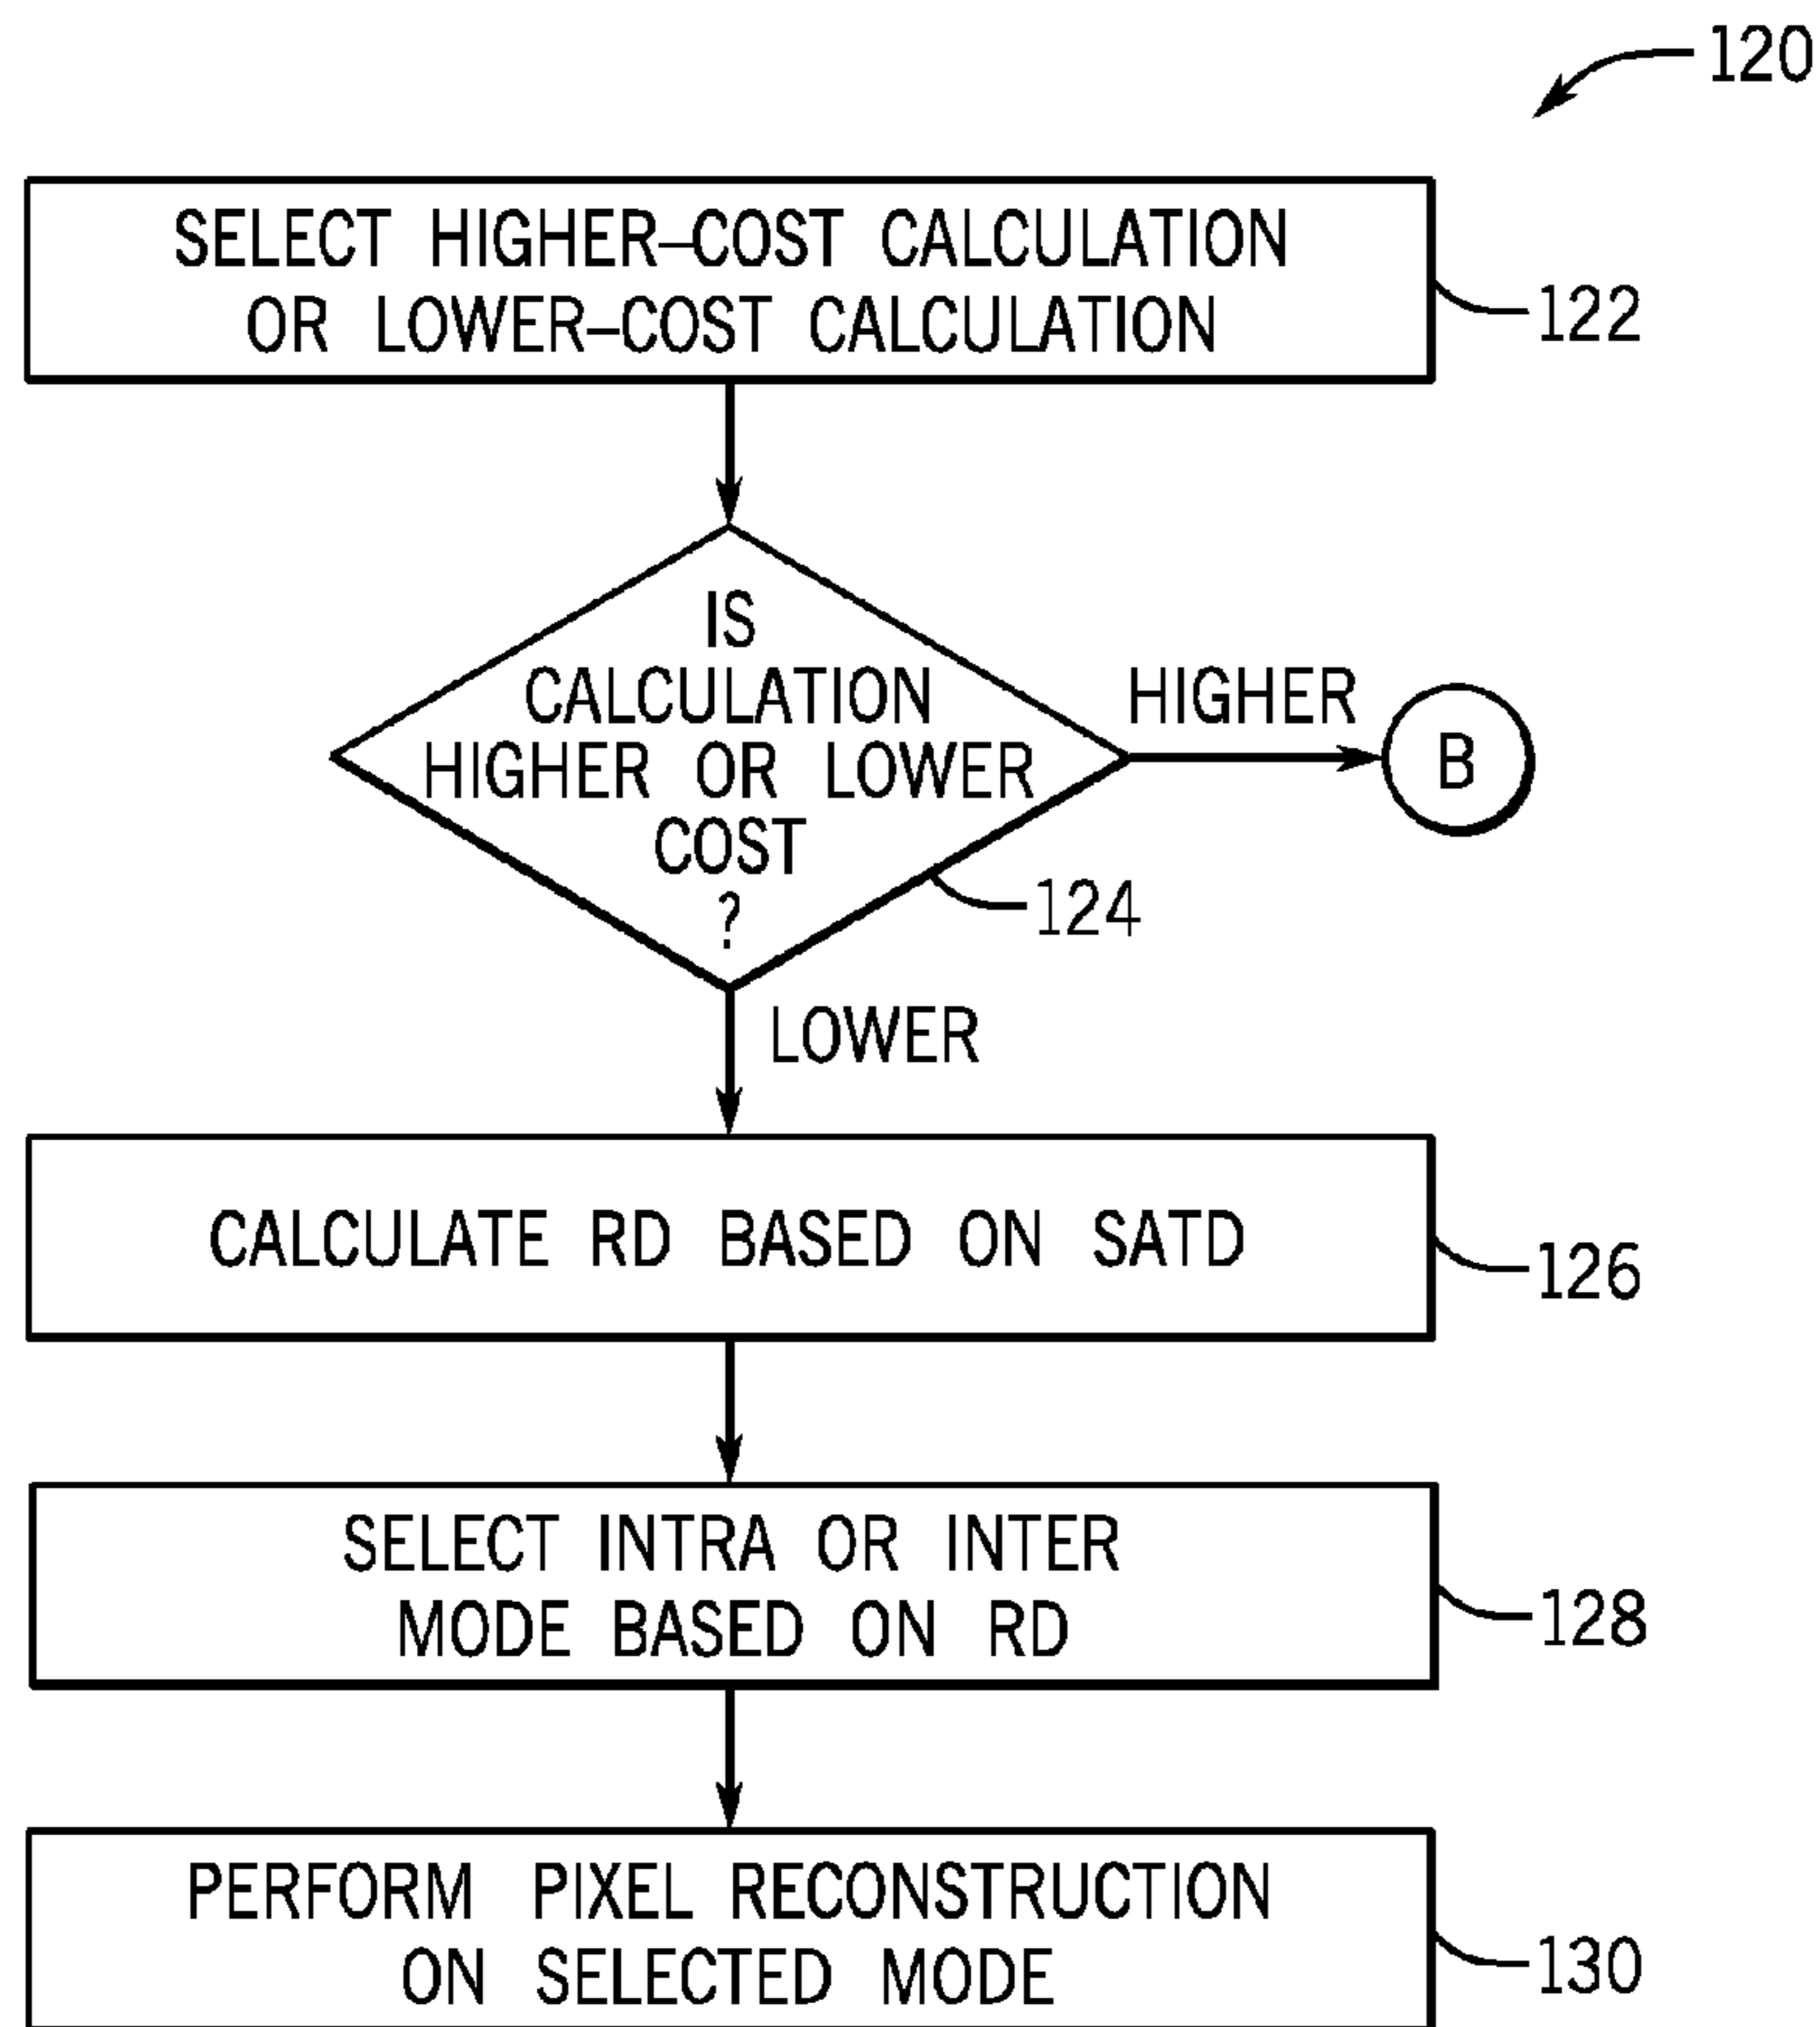 120
SELECT HIGHER-COST CALCULATION
OR LOWER-COST CALCULATION
122
IS
CALCULATION
HIGHER OR LOWER
COST
?
HIGHER
B
124
LOWER
CALCULATE RD BASED ON SATD
126
SELECT INTRA OR INTER
MODE BASED ON RD
128
PERFORM PIXEL RECONSTRUCTION
ON SELECTED MODE
130